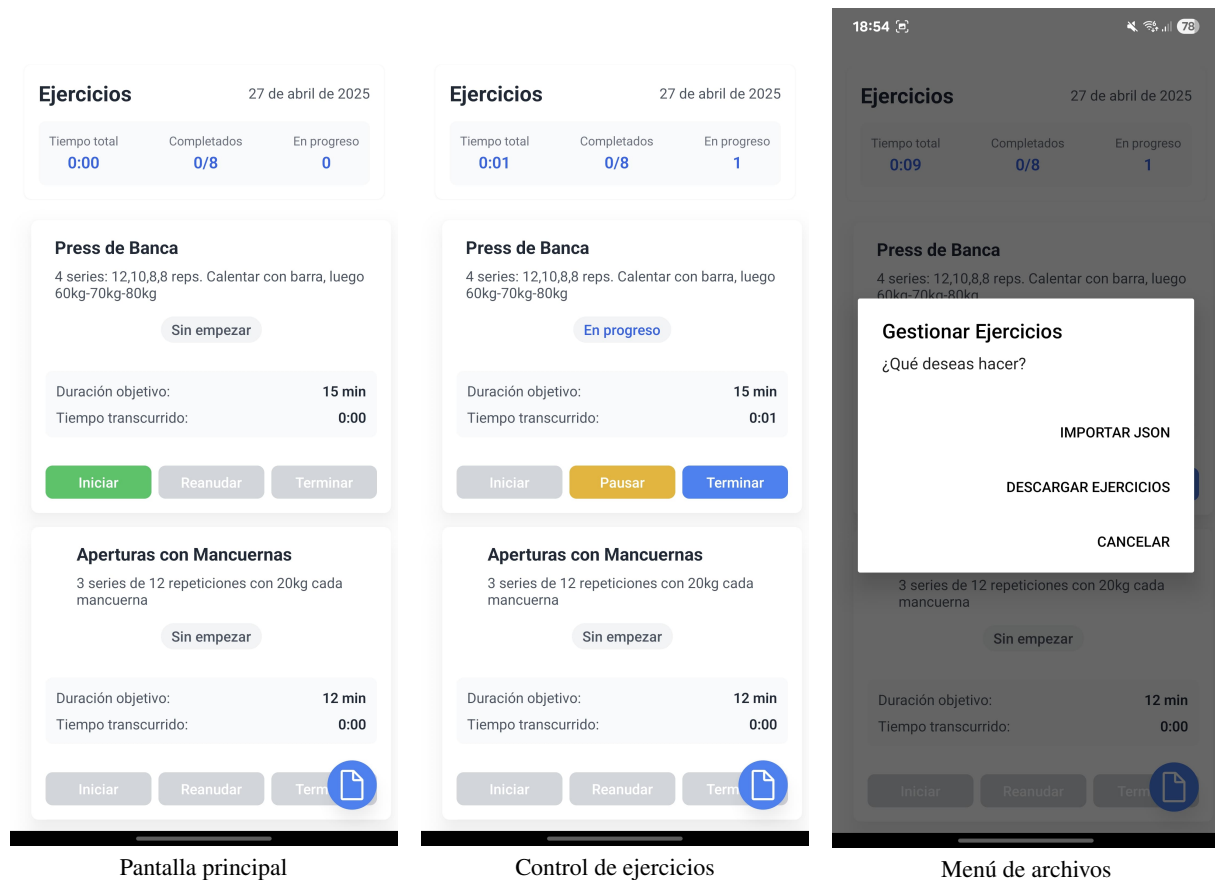 Ejercicios
27 de abril de 2025
Tiempo total
Completados
En progreso
0:00
0/8
0
Press de Banca
4 series: 12,10,8,8 reps. Calentar con barra, luego
60kg-70kg-80kg
Sin empezar
Duración objetivo:
15 min
Tiempo transcurrido:
0:00
Iniciar
Reanudar
Terminar
Aperturas con Mancuernas
3 series de 12 repeticiones con 20kg cada
mancuerna
Sin empezar
Duración objetivo:
12 min
Tiempo transcurrido:
0:00
Iniciar
Reanudar
Term
Pantalla principal
Ejercicios
27 de abril de 2025
Tiempo total
Completados
En progreso
0:01
0/8
1
Press de Banca
4 series: 12,10,8,8 reps. Calentar con barra, luego
60kg-70kg-80kg
En progreso
Duración objetivo:
15 min
Tiempo transcurrido:
0:01
Iniciar
Pausar
Terminar
Aperturas con Mancuernas
3 series de 12 repeticiones con 20kg cada
mancuerna
Sin empezar
Duración objetivo:
12 min
Tiempo transcurrido:
0:00
Iniciar
Reanudar
Term
Control de ejercicios
18:54
78
Ejercicios
27 de abril de 2025
Tiempo total
Completados
En progreso
0:09
0/8
1
Press de Banca
4 series: 12,10,8,8 reps. Calentar con barra, luego
60kg-70kg-80kg
Gestionar Ejercicios
¿Qué deseas hacer?
IMPORTAR JSON
DESCARGAR EJERCICIOS
CANCELAR
3 series de 12 repeticiones con 20kg cada
mancuerna
Sin empezar
Duración objetivo:
12 min
Tiempo transcurrido:
0:00
Iniciar
Reanudar
Term
Menú de archivos